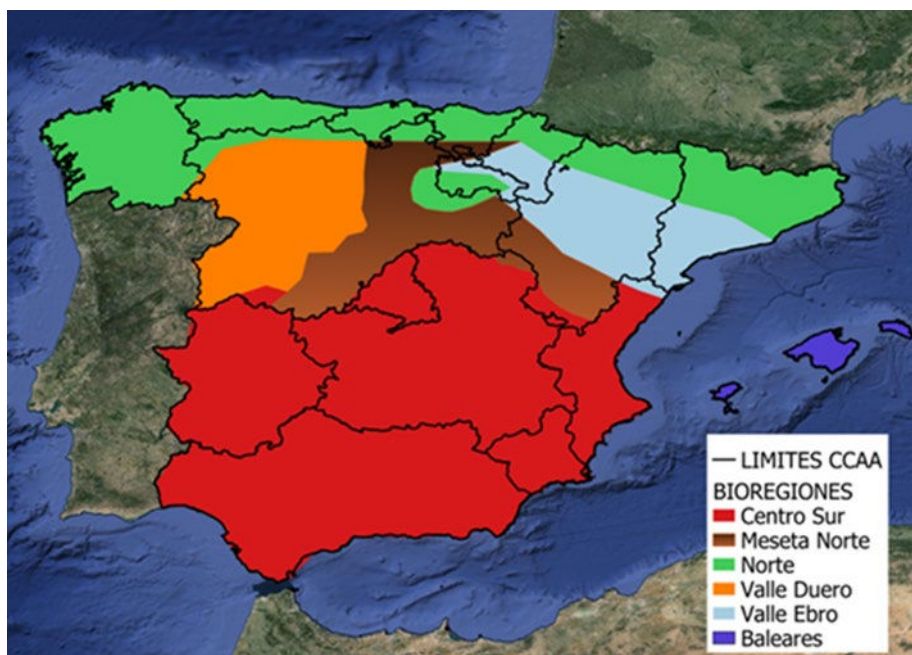 LIMITES CCAA
BIOREGIONES
Centro Sur
Meseta Norte
Norte
Valle Duero
Valle Ebro
Baleares